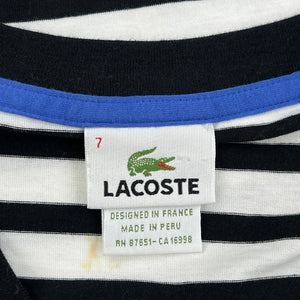 7
LACOSTE
DESIGNED IN FRANCE
MADE IN PERU
RN 87651-CA16998